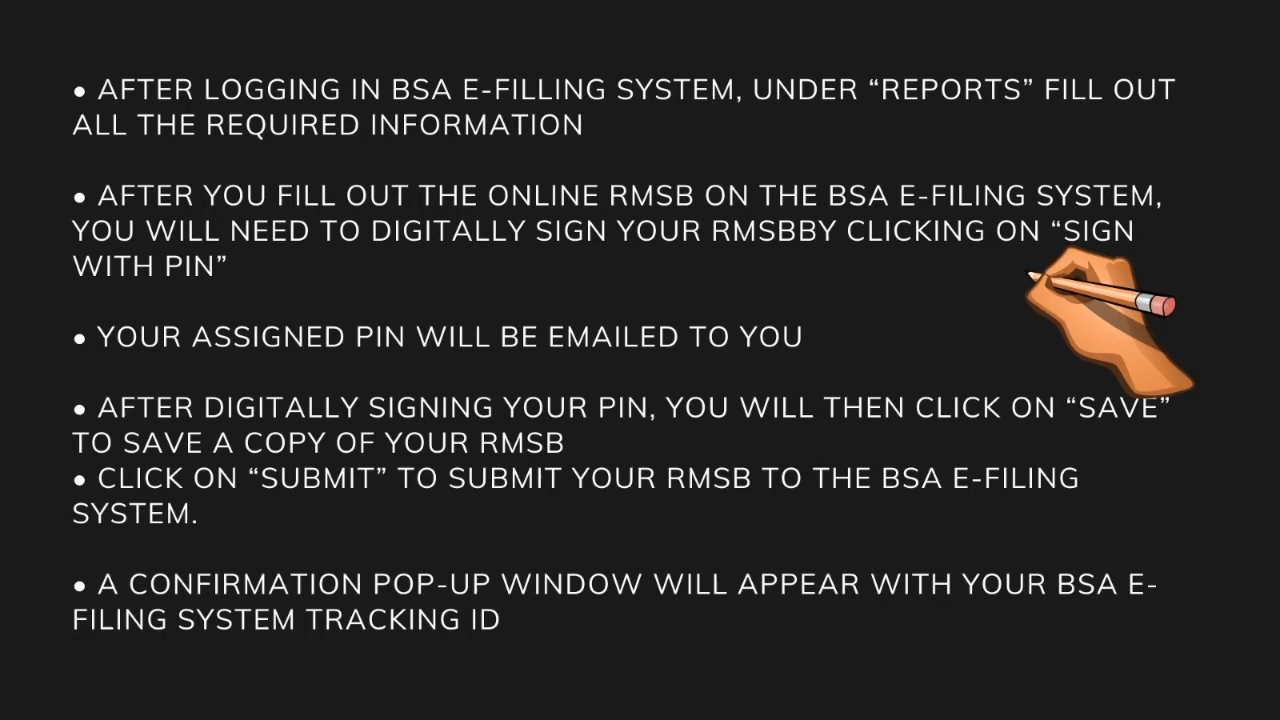 • AFTER LOGGING IN BSA E-FILLING SYSTEM, UNDER “REPORTS” FILL OUT
ALL THE REQUIRED INFORMATION
• AFTER YOU FILL OUT THE ONLINE RMSB ON THE BSA E-FILING SYSTEM,
YOU WILL NEED TO DIGITALLY SIGN YOUR RMSBBY CLICKING ON “SIGN
WITH PIN”
• YOUR ASSIGNED PIN WILL BE EMAILED TO YOU
• AFTER DIGITALLY SIGNING YOUR PIN, YOU WILL THEN CLICK ON “SAVE”
TO SAVE A COPY OF YOUR RMSB
• CLICK ON “SUBMIT” TO SUBMIT YOUR RMSB TO THE BSA E-FILING
SYSTEM.
• A CONFIRMATION POP-UP WINDOW WILL APPEAR WITH YOUR BSA E-
FILING SYSTEM TRACKING ID